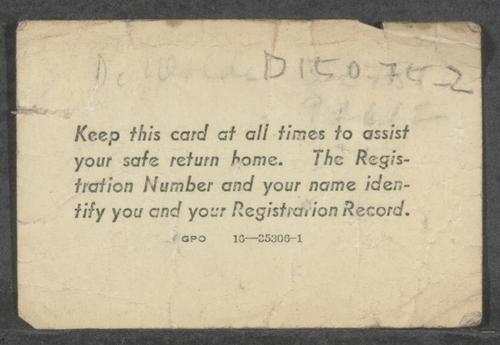 D150752
Keep this card at all times to assist
your safe return home. The Regis-
tration Number and your name iden-
tify you and your Registration Record.
GPO 16—25306-1